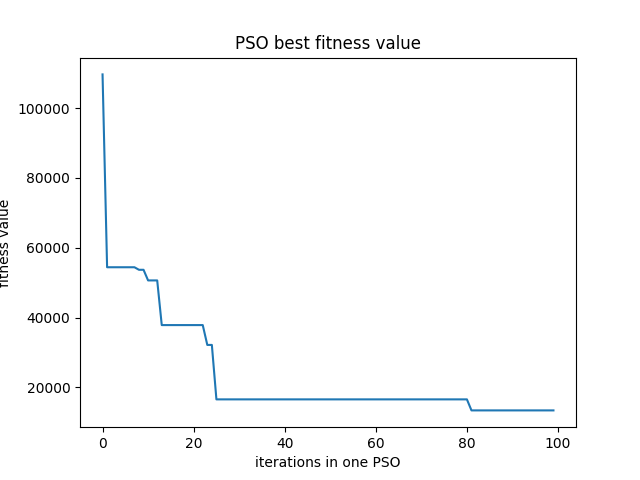 PSO best fitness value
100000
80000
60000
40000
20000
fitness value
0 20 40 60 80 100
iterations in one PSO